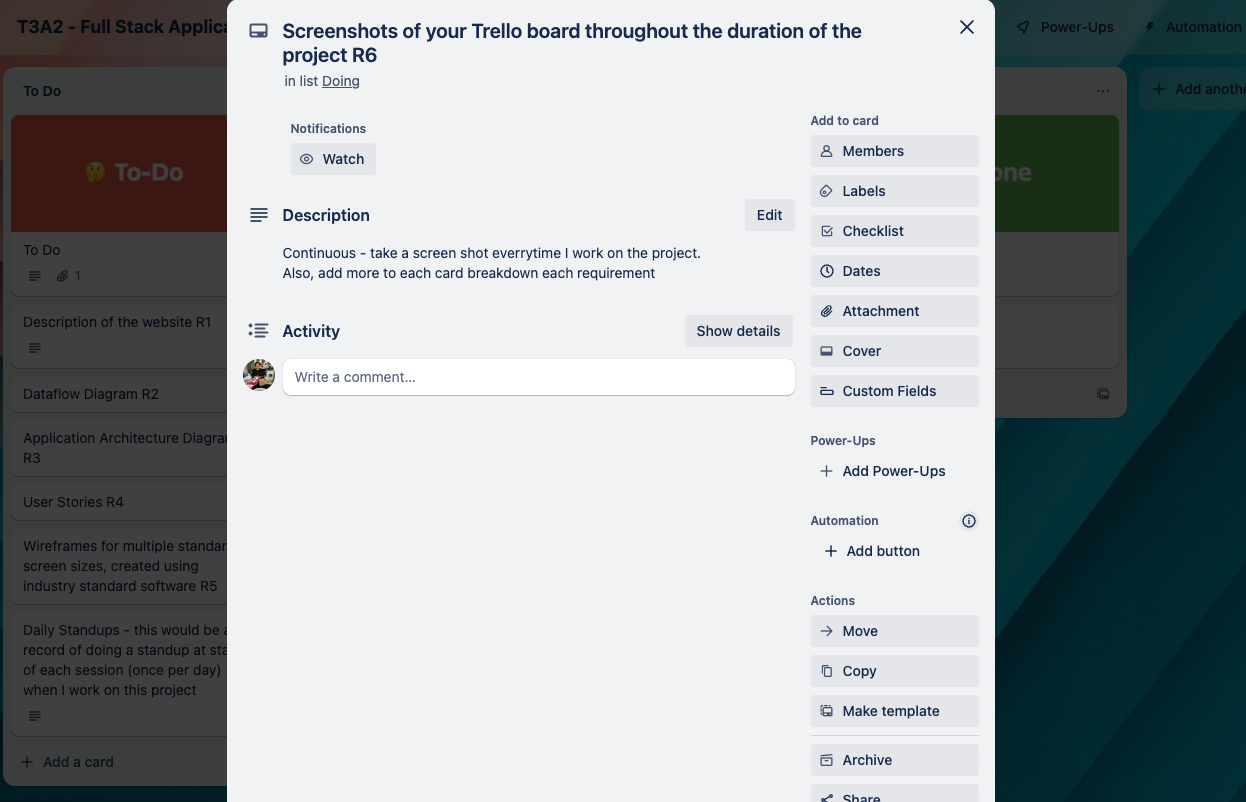 T3A2 - Full Stack Applica
Power-Ups
Automation
To Do
🤔 To-Do
To Do
1
Description of the website R1
Dataflow Diagram R2
Application Architecture Diagram
R3
User Stories R4
Wireframes for multiple standar
screen sizes, created using
industry standard software R5
Daily Standups - this would be a
record of doing a standup at sta
of each session (once per day)
when I work on this project
Add a card
Screenshots of your Trello board throughout the duration of the
project R6
in list Doing
Notifications
Watch
Description
Edit
Continuous - take a screen shot everrytime I work on the project.
Also, add more to each card breakdown each requirement
Activity
Show details
Write a comment…
Add to card
Members
Labels
Checklist
Dates
Attachment
Cover
Custom Fields
Power-Ups
Add Power-Ups
Automation
Add button
Actions
Move
Copy
Make template
Archive
Share
one
Add anothe